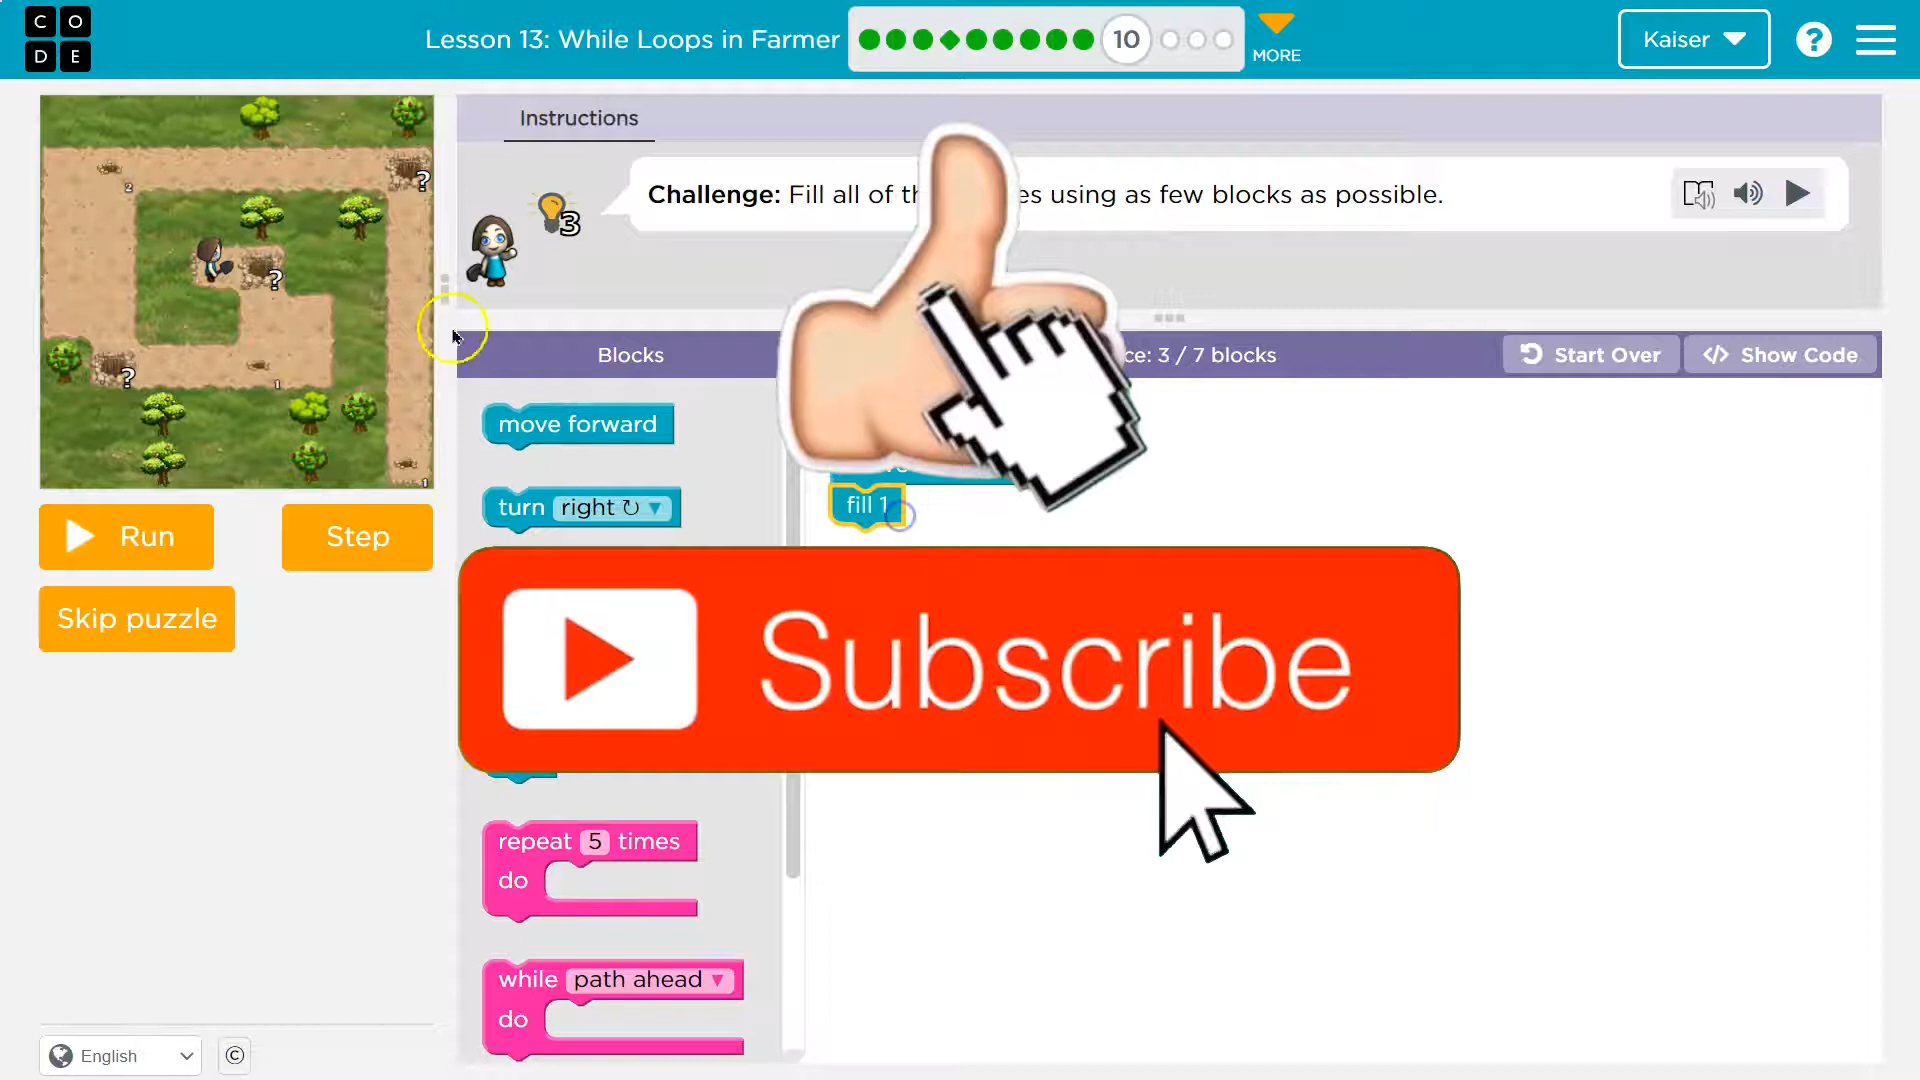 C O
D E
Lesson 13: While Loops in Farmer
10
MORE
Kaiser
?
Instructions
3
Challenge: Fill all of th es using as few blocks as possible.
2
?
?
?
1
1
Blocks
ce: 3 / 7 blocks
Start Over
</> Show Code
move forward
turn right
fill 1
Run
Step
Skip puzzle
Subscribe
repeat 5 times
do
while path ahead
do
English
©